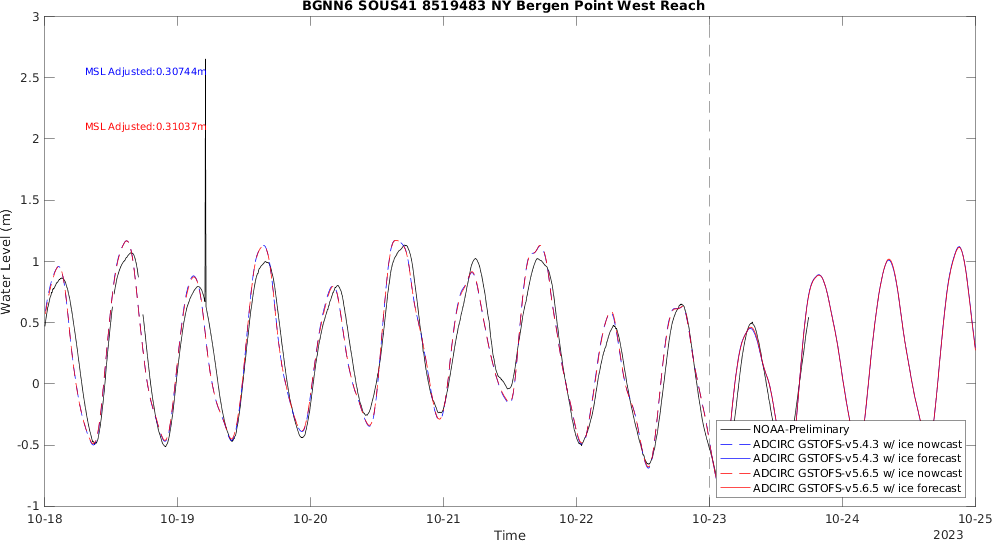 BGNN6 SOUS41 8519483 NY Bergen Point West Reach
3
2.5
2
1.5
1
0.5
0
-0.5
-1
Water Level (m)
MSL Adjusted:0.30744m
MSL Adjusted:0.31037m
NOAA-Preliminary
ADCIRC GSTOFS-v5.4.3 w/ ice nowcast
ADCIRC GSTOFS-v5.4.3 w/ ice forecast
ADCIRC GSTOFS-v5.6.5 w/ ice nowcast
ADCIRC GSTOFS-v5.6.5 w/ ice forecast
10-18 10-19 10-20 10-21 10-22 10-23 10-24 10-25
Time
2023